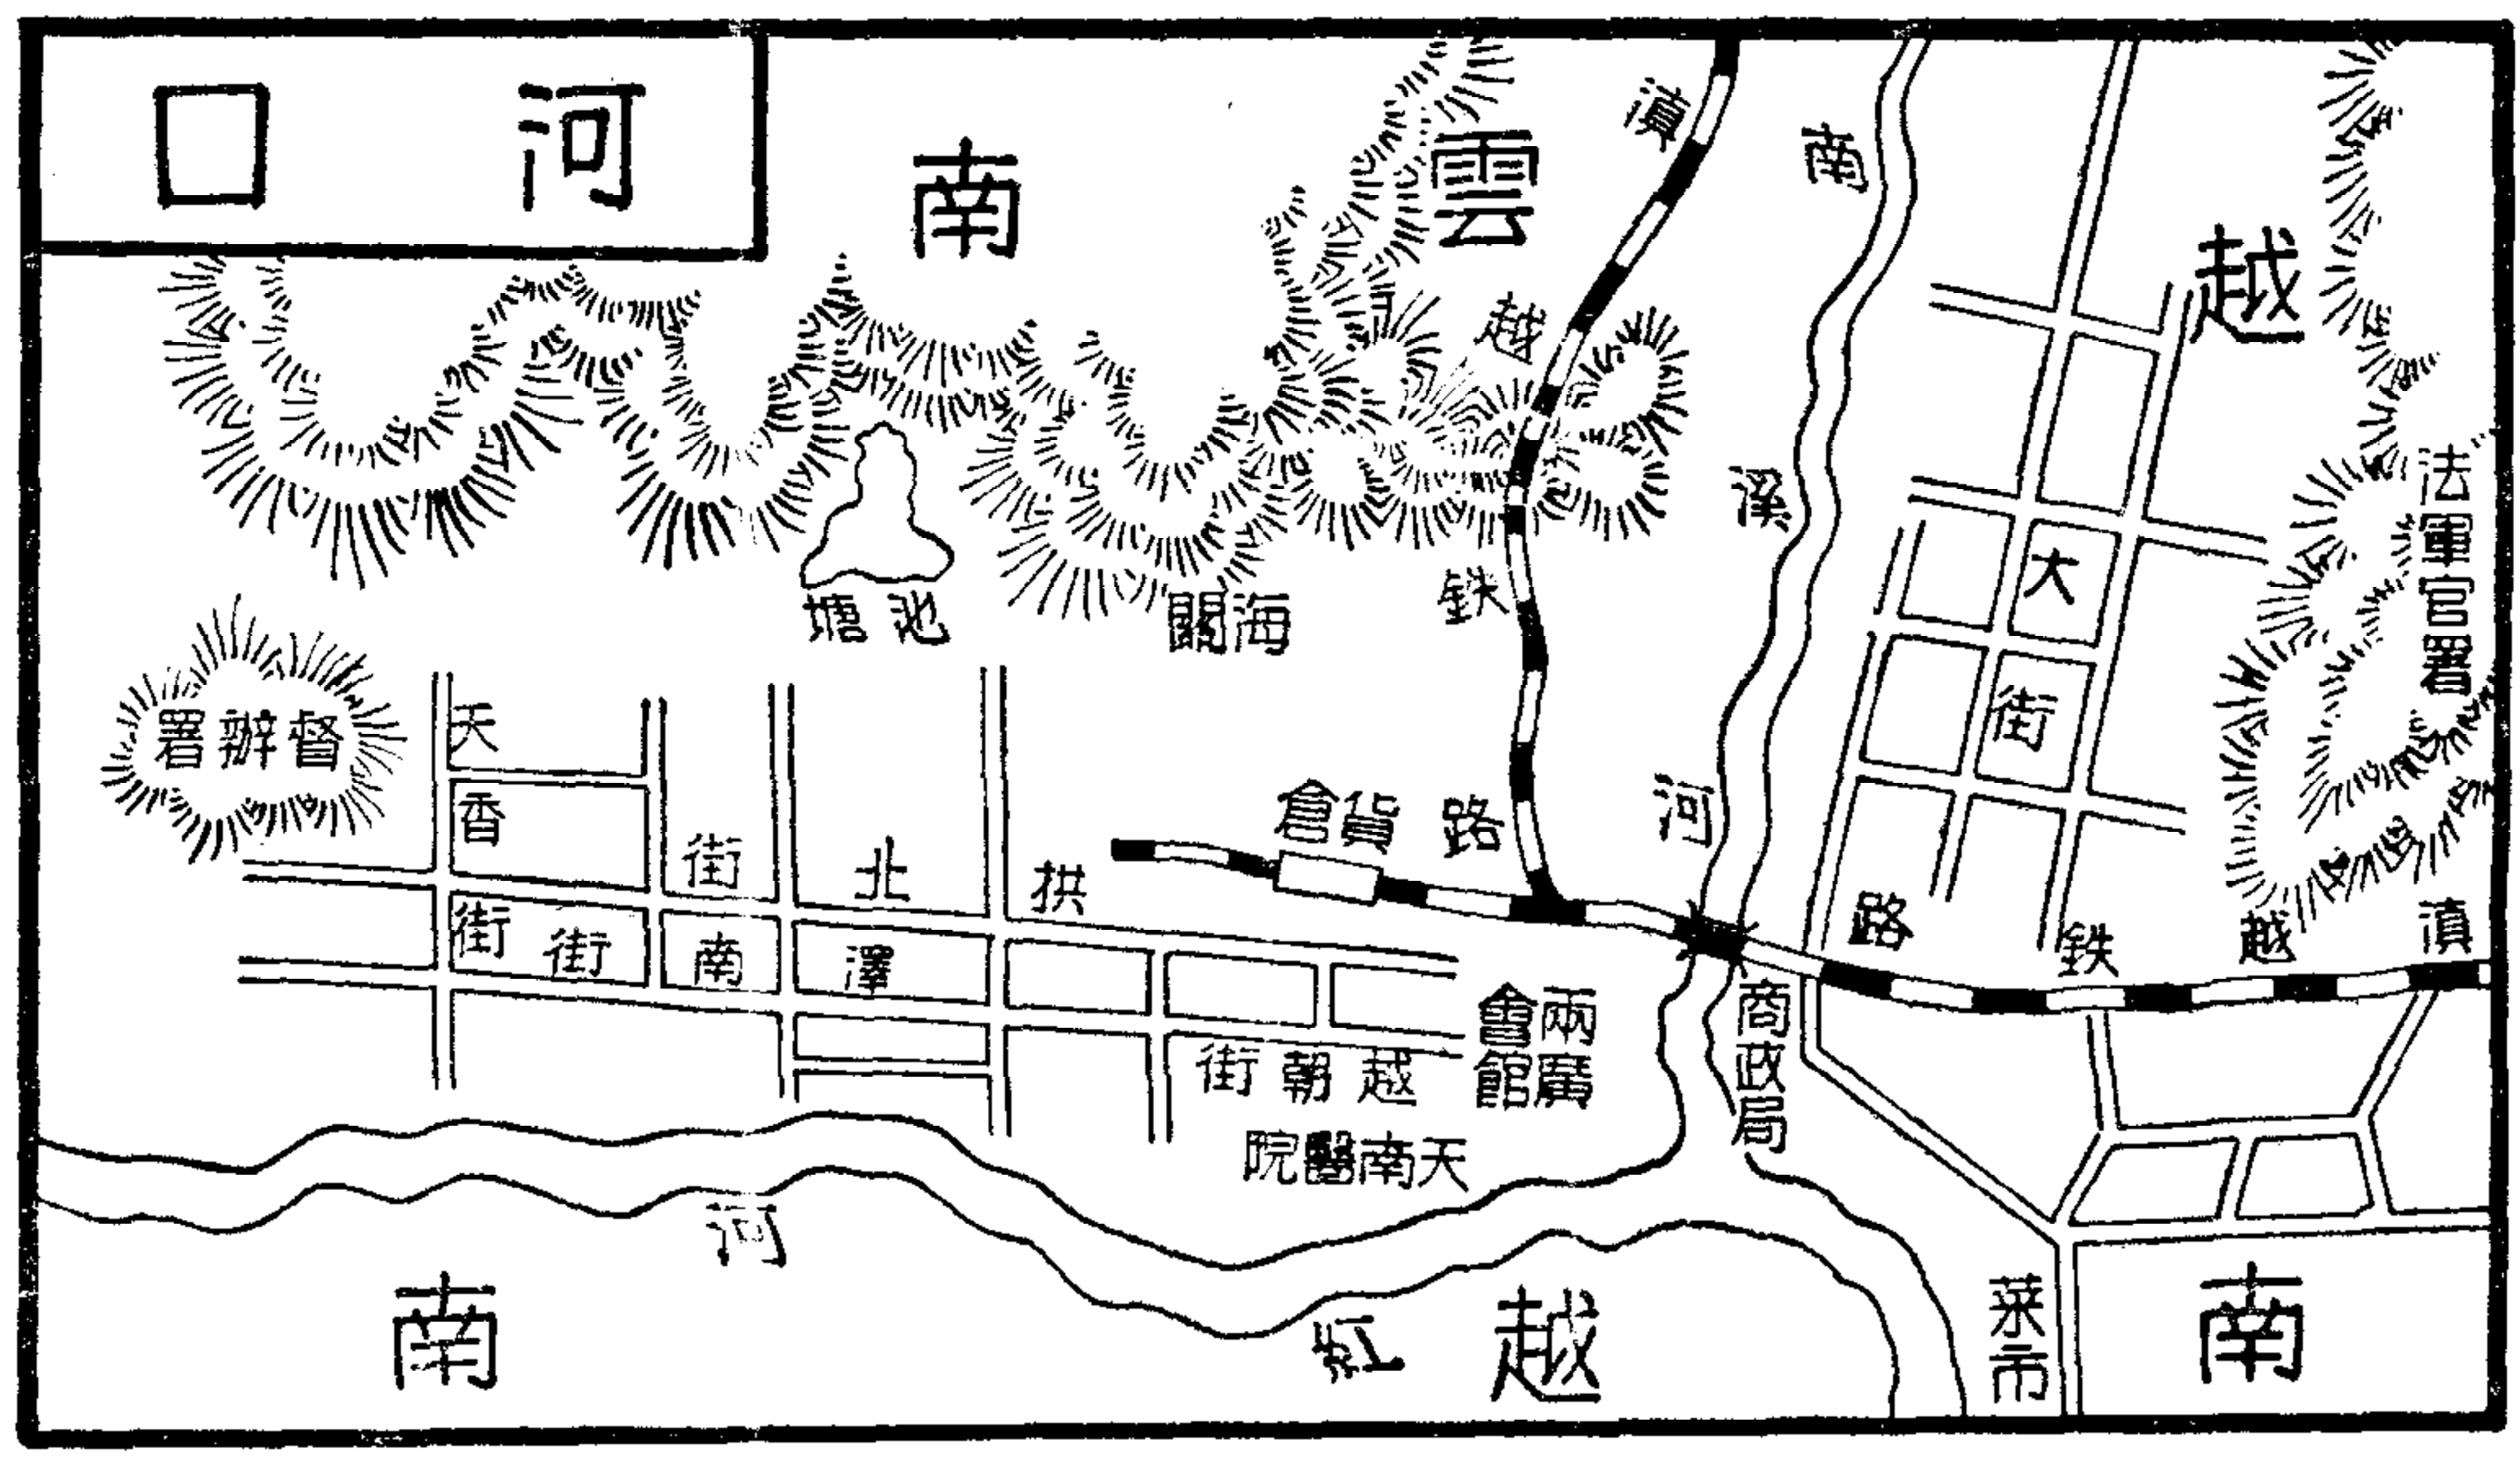 河口
雲南
越南
越南
滇越鉄路
南溪河
大街
法軍官署
池塘
海關
督辦署
天香街
拱北街
澤南街
貨倉
滇越鉄路
兩廣會館
商政局
越朝街
天南醫院
紅河
菜市